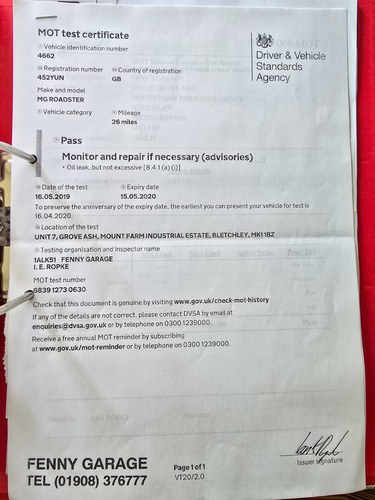 MOT test certificate
Vehicle identification number
4662
Registration number Country of registration
452YUN GB
Make and model
MG ROADSTER
Vehicle category Mileage
26 miles
Driver & Vehicle
Standards
Agency
Pass
Monitor and repair if necessary (advisories)
• Oil leak, but not excessive [8.4.1 (a) (i)]
Date of the test Expiry date
16.05.2019 15.05.2020
To preserve the anniversary of the expiry date, the earliest you can present your vehicle for test is
16.04.2020.
Location of the test
UNIT 7, GROVE ASH, MOUNT FARM INDUSTRIAL ESTATE, BLETCHLEY, MK1 1BZ
Testing organisation and inspector name
1ALK51 FENNY GARAGE
I. E. ROPKE
MOT test number
6839 1273 0630
Check that this document is genuine by visiting www.gov.uk/check-mot-history
If any of the details are not correct, please contact DVSA by email at
enquiries@dvsa.gov.uk or by telephone on 0300 1239000.
Receive a free annual MOT reminder by subscribing
at www.gov.uk/mot-reminder or by telephone on 0300 1239000.
FENNY GARAGE
TEL (01908) 376777
Page 1 of 1
VT20/2.0
Issuer signature